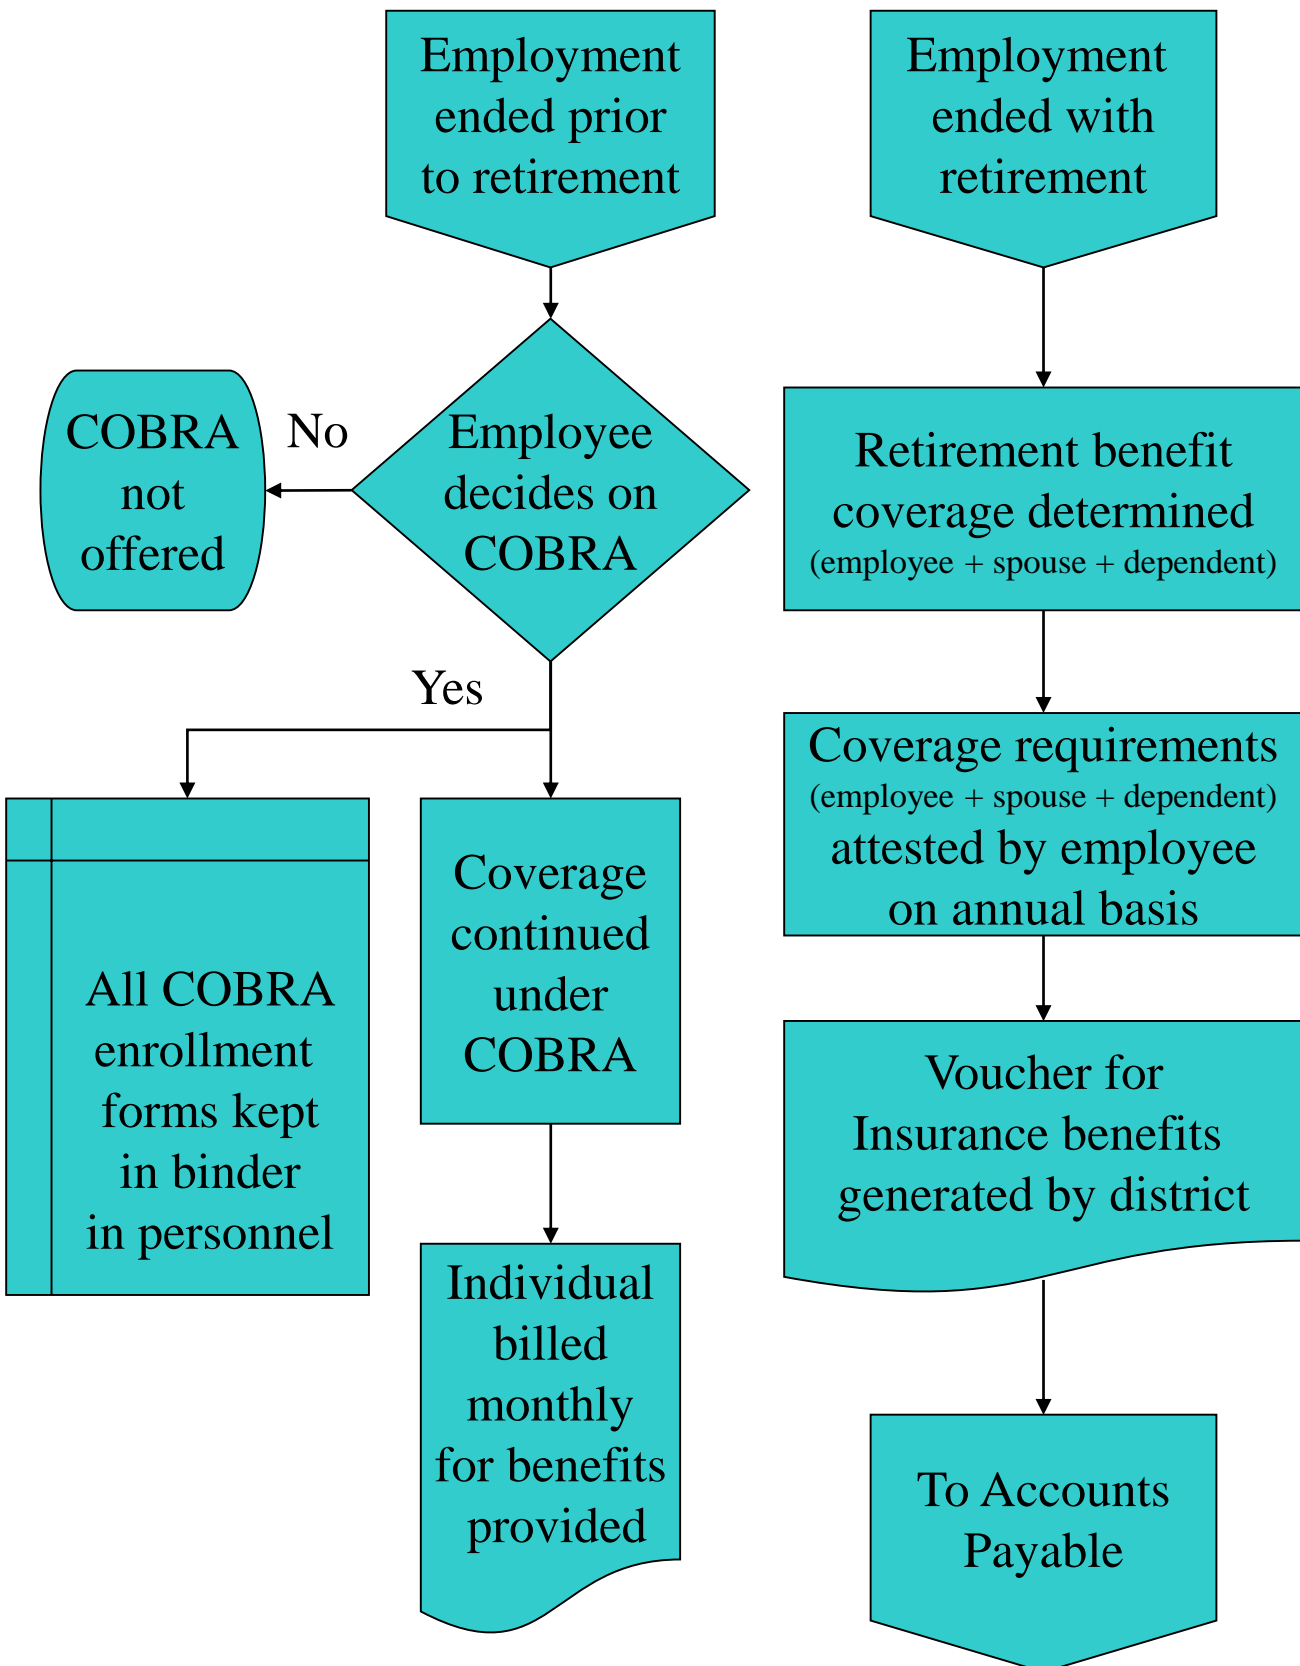 Employment
ended prior
to retirement
Employment
ended with
retirement
COBRA
not
offered
No
Employee
decides on
COBRA
Retirement benefit
coverage determined
(employee + spouse + dependent)
Yes
Coverage requirements
(employee + spouse + dependent)
attested by employee
on annual basis
All COBRA
enrollment
forms kept
in binder
in personnel
Coverage
continued
under
COBRA
Voucher for
Insurance benefits
generated by district
Individual
billed
monthly
for benefits
provided
To Accounts
Payable